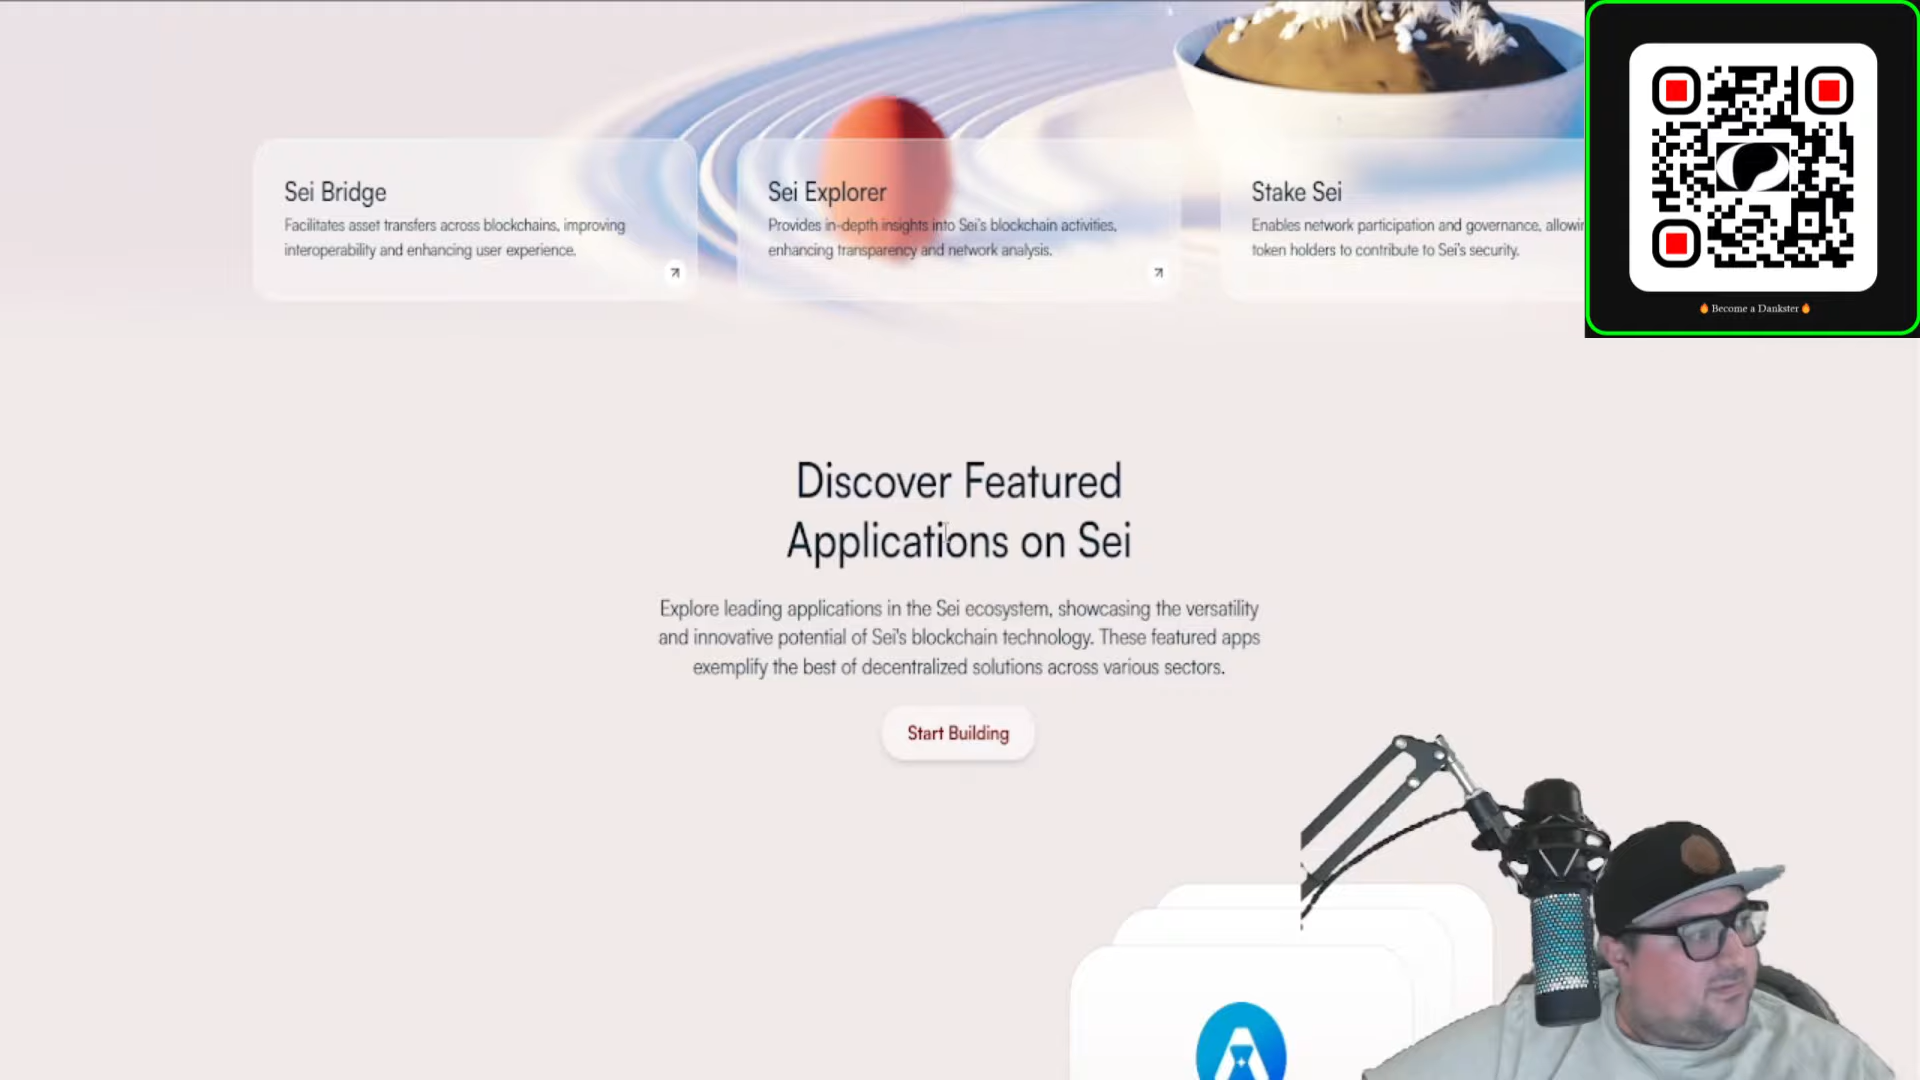 Sei Bridge
Facilitates asset transfers across blockchains, improving
interoperability and enhancing user experience.
Sei Explorer
Provides in-depth insights into Sei's blockchain activities,
enhancing transparency and network analysis.
Stake Sei
Enables network participation and governance, allowin
token holders to contribute to Sei's security.
🔥 Become a Dankster 🔥
Discover Featured
Applications on Sei
Explore leading applications in the Sei ecosystem, showcasing the versatility
and innovative potential of Sei's blockchain technology. These featured apps
exemplify the best of decentralized solutions across various sectors.
Start Building